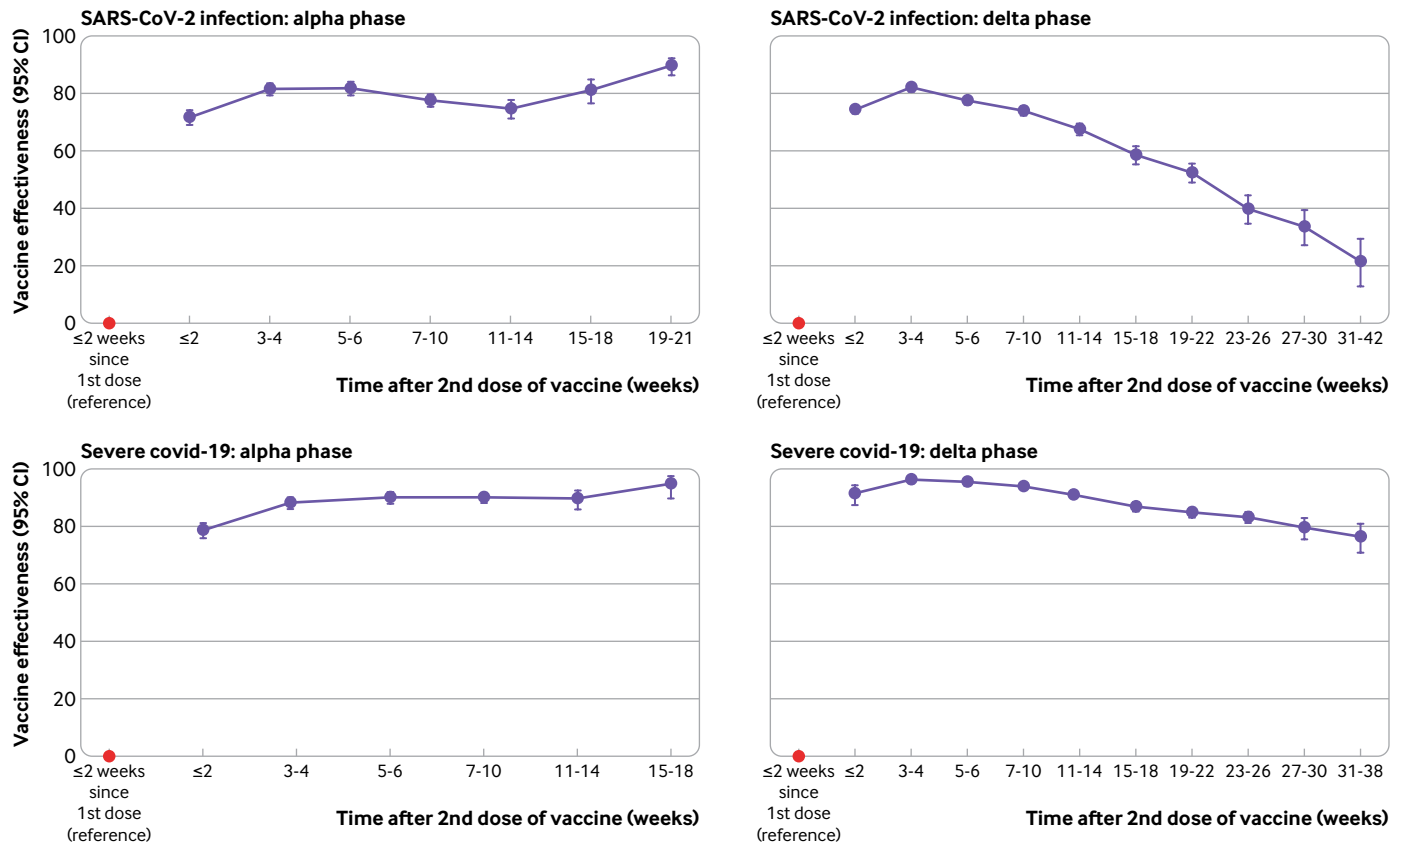 SARS-CoV-2 infection: alpha phase
Vaccine effectiveness (95% CI)
100
80
60
40
20
0
≤2 weeks
since
1st dose
(reference)
≤2 3-4 5-6 7-10 11-14 15-18 19-21
Time after 2nd dose of vaccine (weeks)
SARS-CoV-2 infection: delta phase
≤2 weeks
since
1st dose
(reference)
≤2 3-4 5-6 7-10 11-14 15-18 19-22 23-26 27-30 31-42
Time after 2nd dose of vaccine (weeks)
Severe covid-19: alpha phase
Vaccine effectiveness (95% CI)
100
80
60
40
20
0
≤2 weeks
since
1st dose
(reference)
≤2 3-4 5-6 7-10 11-14 15-18
Time after 2nd dose of vaccine (weeks)
Severe covid-19: delta phase
≤2 weeks
since
1st dose
(reference)
≤2 3-4 5-6 7-10 11-14 15-18 19-22 23-26 27-30 31-38
Time after 2nd dose of vaccine (weeks)